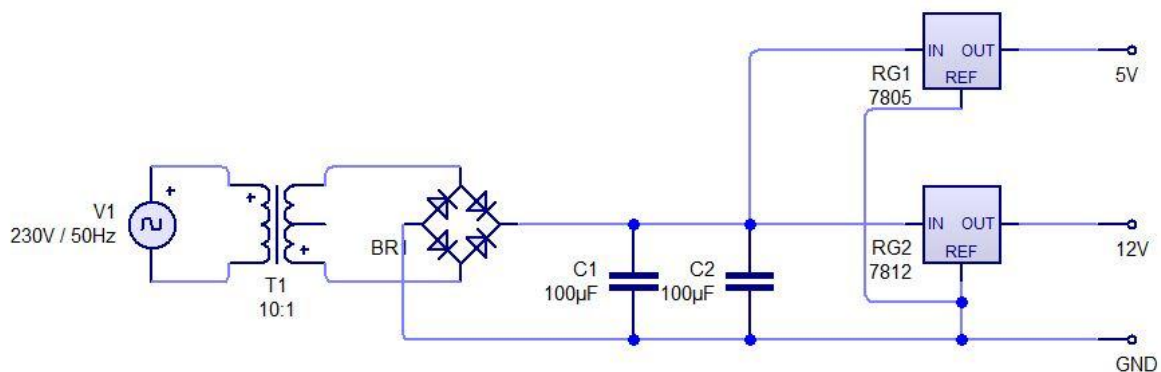 IN OUT
REF
RG1
7805
5V
V1
230V / 50Hz
+
T1
10:1
+
+
BR1
C1
100µF
C2
100µF
IN OUT
REF
RG2
7812
12V
GND